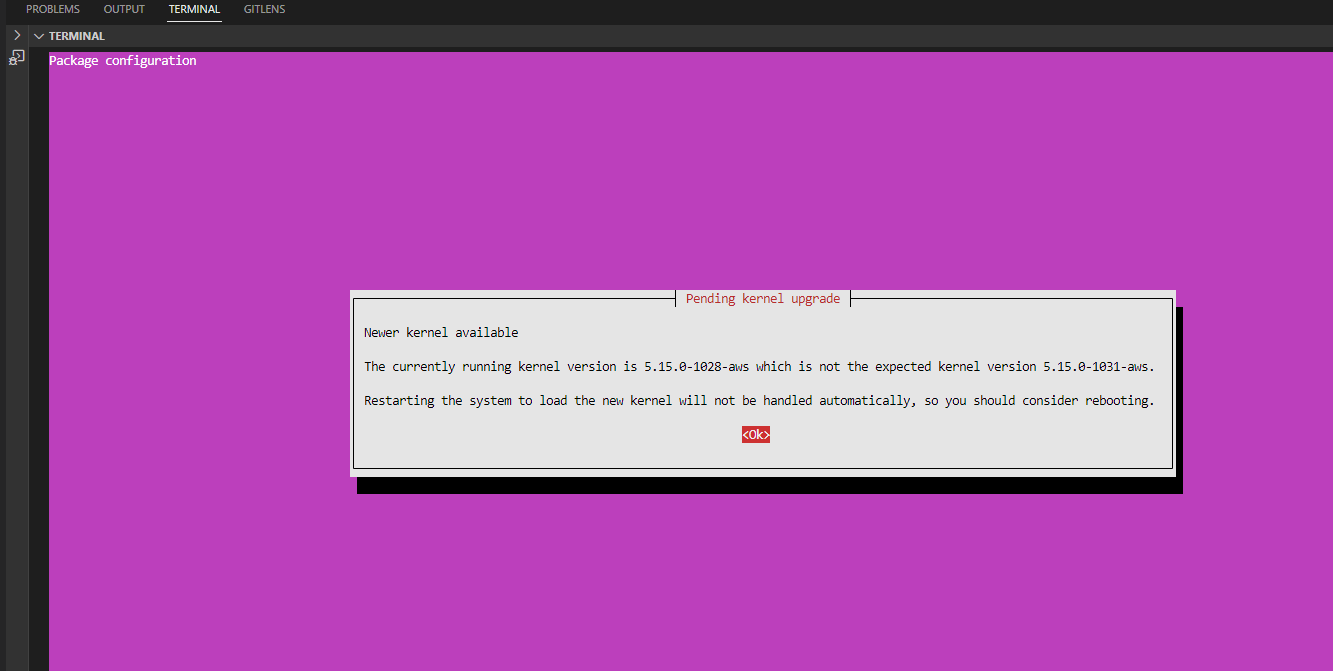 PROBLEMS OUTPUT TERMINAL GITLENS
TERMINAL
Package configuration
Pending kernel upgrade
Newer kernel available
The currently running kernel version is 5.15.0-1028-aws which is not the expected kernel version 5.15.0-1031-aws.
Restarting the system to load the new kernel will not be handled automatically, so you should consider rebooting.
<Ok>